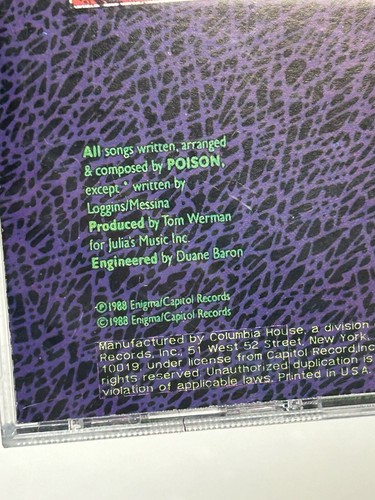 All songs written, arranged
& composed by POISON,
except * written by
Loggins/Messina
Produced by Tom Werman
for Julia's Music Inc.
Engineered by Duane Baron
℗1988 Enigma/Capitol Records
©1988 Enigma/Capitol Records
Manufactured by Columbia House, a division
Records, Inc., 51 West 52 Street, New York,
10019, under license from Capitol Record,Inc
rights reserved. Unauthorized duplication is
violation of applicable laws. Printed in U.S.A.